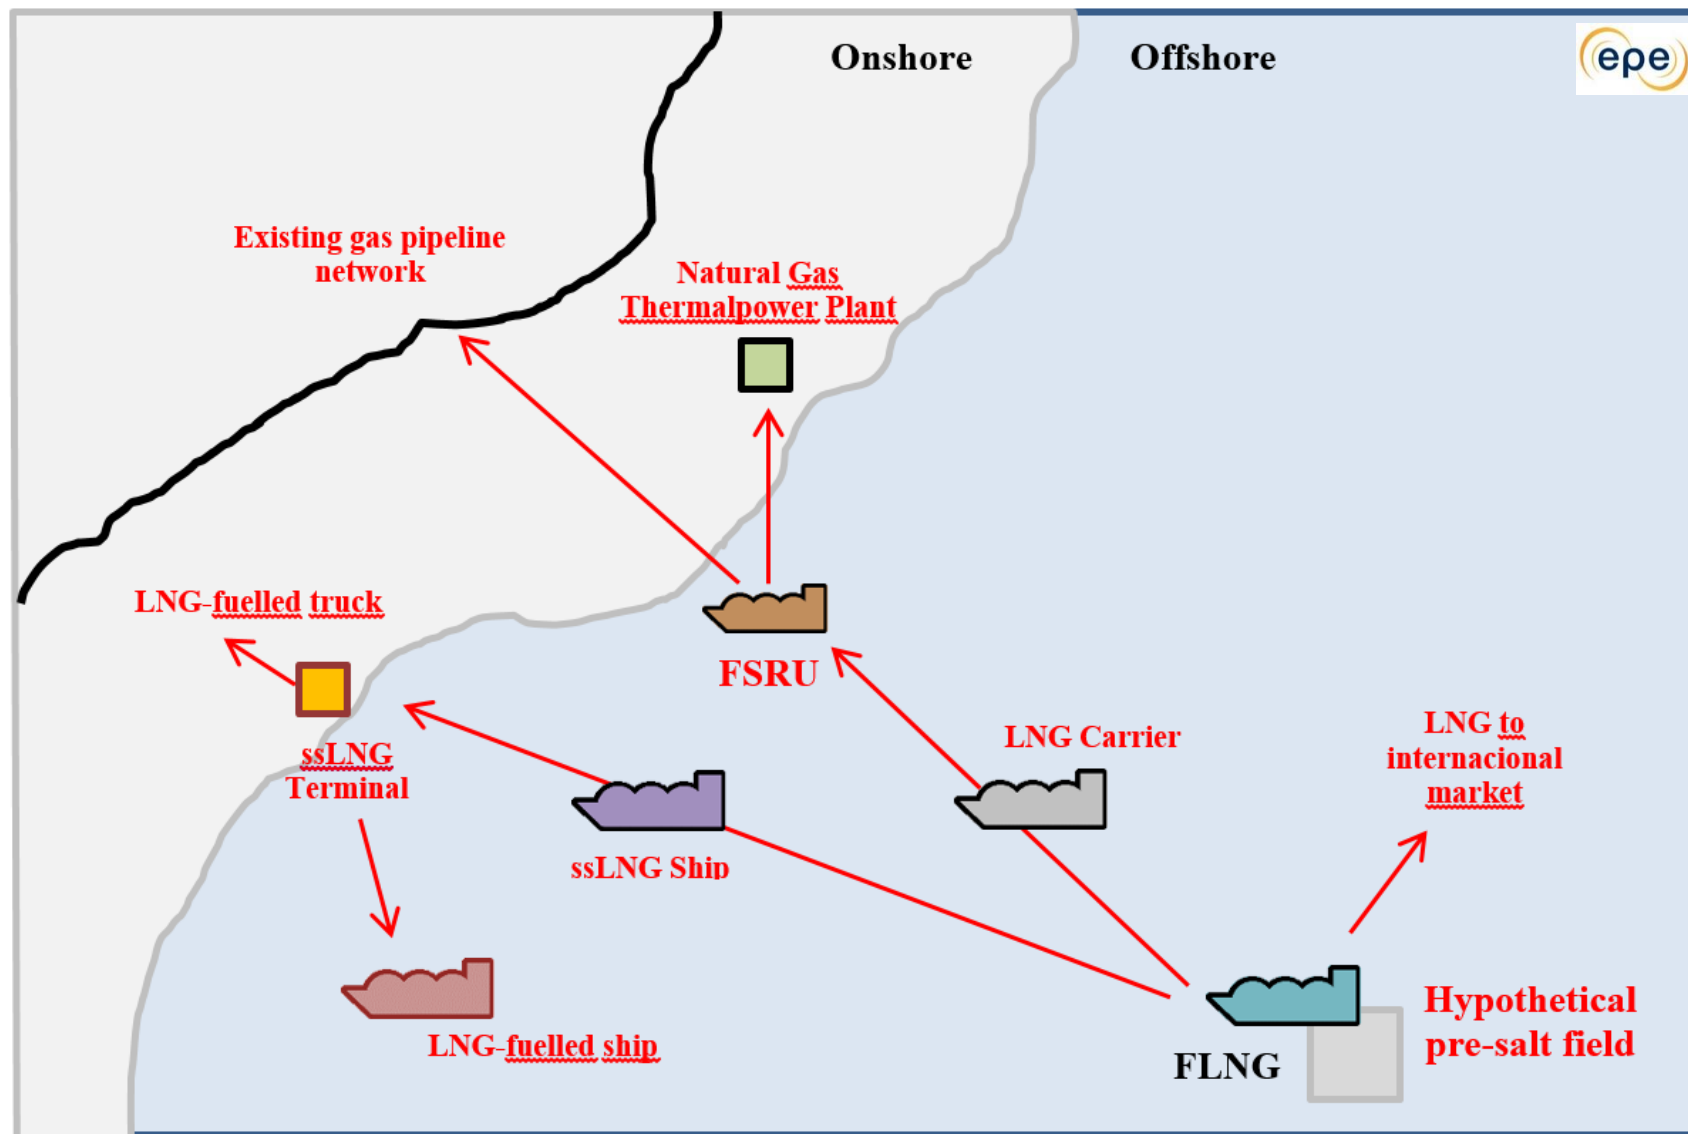 Onshore
Offshore
epe
Existing gas pipeline
network
Natural Gas
Thermalpower Plant
LNG-fuelled truck
FSRU
LNG Carrier
LNG to
internacional
market
ssLNG
Terminal
ssLNG Ship
Hypothetical
pre-salt field
LNG-fuelled ship
FLNG